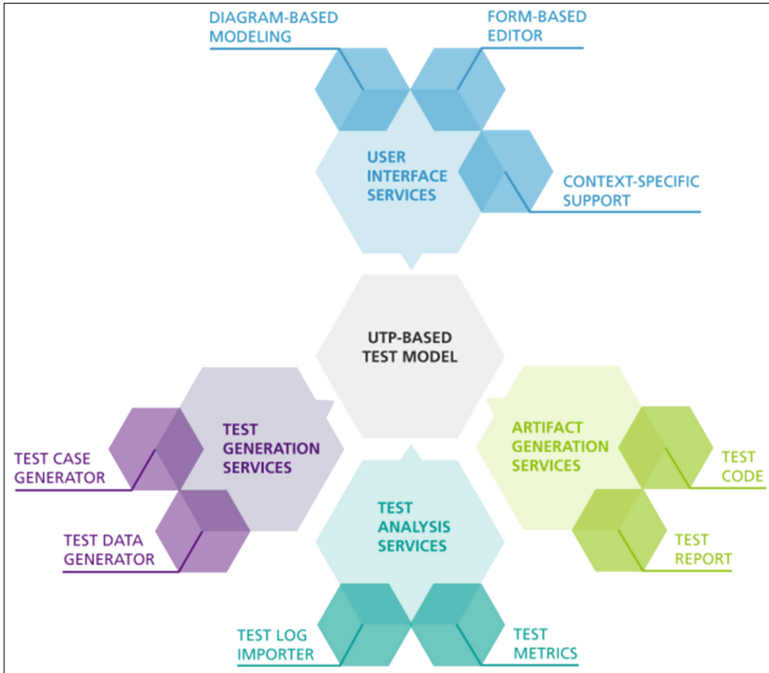 DIAGRAM-BASED
MODELING
FORM-BASED
EDITOR
USER
INTERFACE
SERVICES
CONTEXT-SPECIFIC
SUPPORT
UTP-BASED
TEST MODEL
TEST
GENERATION
SERVICES
ARTIFACT
GENERATION
SERVICES
TEST CASE
GENERATOR
TEST
CODE
TEST DATA
GENERATOR
TEST
ANALYSIS
SERVICES
TEST
REPORT
TEST LOG
IMPORTER
TEST
METRICS